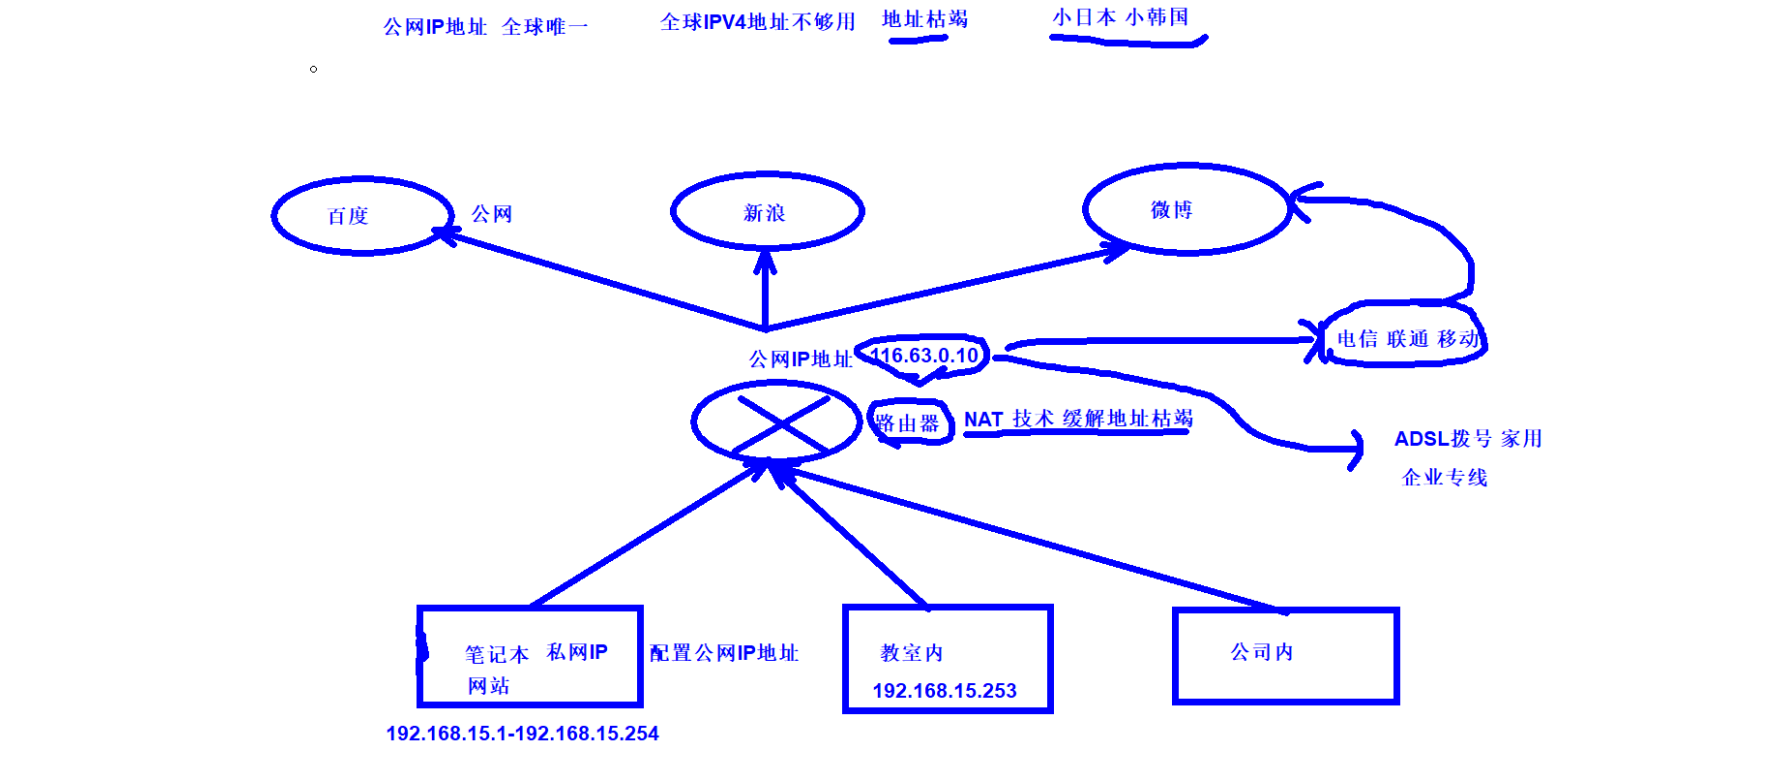 公网IP地址 全球唯一
全球IPV4地址不够用
地址枯竭
小日本 小韩国
百度
公网
新浪
微博
公网IP地址
116.63.0.10
电信 联通 移动
路由器
NAT 技术 缓解地址枯竭
ADSL拨号 家用
企业专线
笔记本 私网IP
网站
配置公网IP地址
教室内
192.168.15.253
公司内
192.168.15.1-192.168.15.254